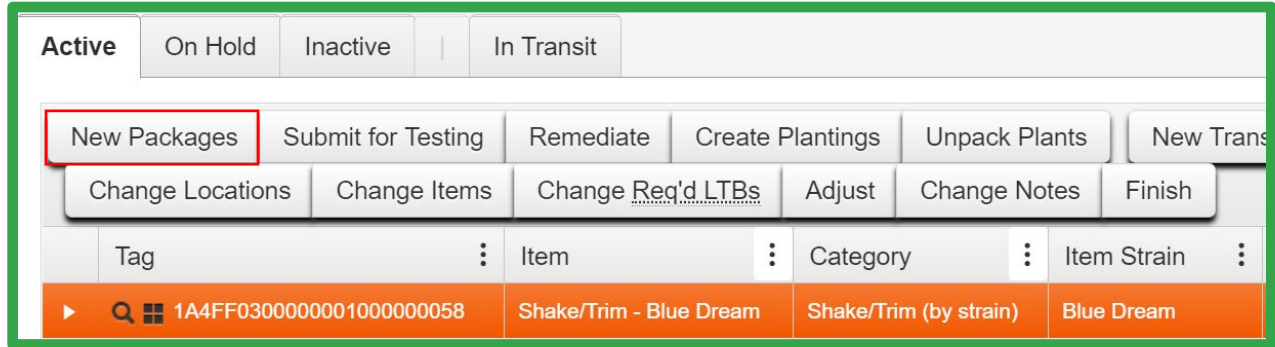 Active On Hold Inactive | In Transit
New Packages Submit for Testing Remediate Create Plantings Unpack Plants New Trans
Change Locations Change Items Change Req'd LTBs Adjust Change Notes Finish
Tag Item Category Item Strain
1A4FF0300000001000000058 Shake/Trim - Blue Dream Shake/Trim (by strain) Blue Dream